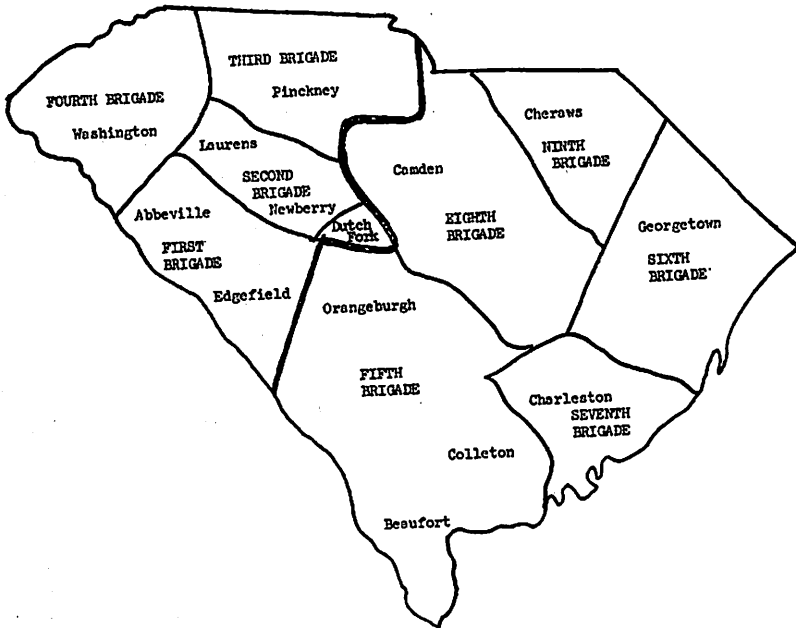 THIRD BRIGADE
Pinckney
FOURTH BRIGADE
Washington
Cheraws
NINTH
BRIGADE
Laurens
SECOND
BRIGADE
Newberry
Camden
EIGHTH
BRIGADE
Dutch
Fork
Abbeville
FIRST
BRIGADE
Edgefield
Georgetown
SIXTH
BRIGADE
Orangeburgh
FIFTH
BRIGADE
Charleston
SEVENTH
BRIGADE
Colleton
Beaufort